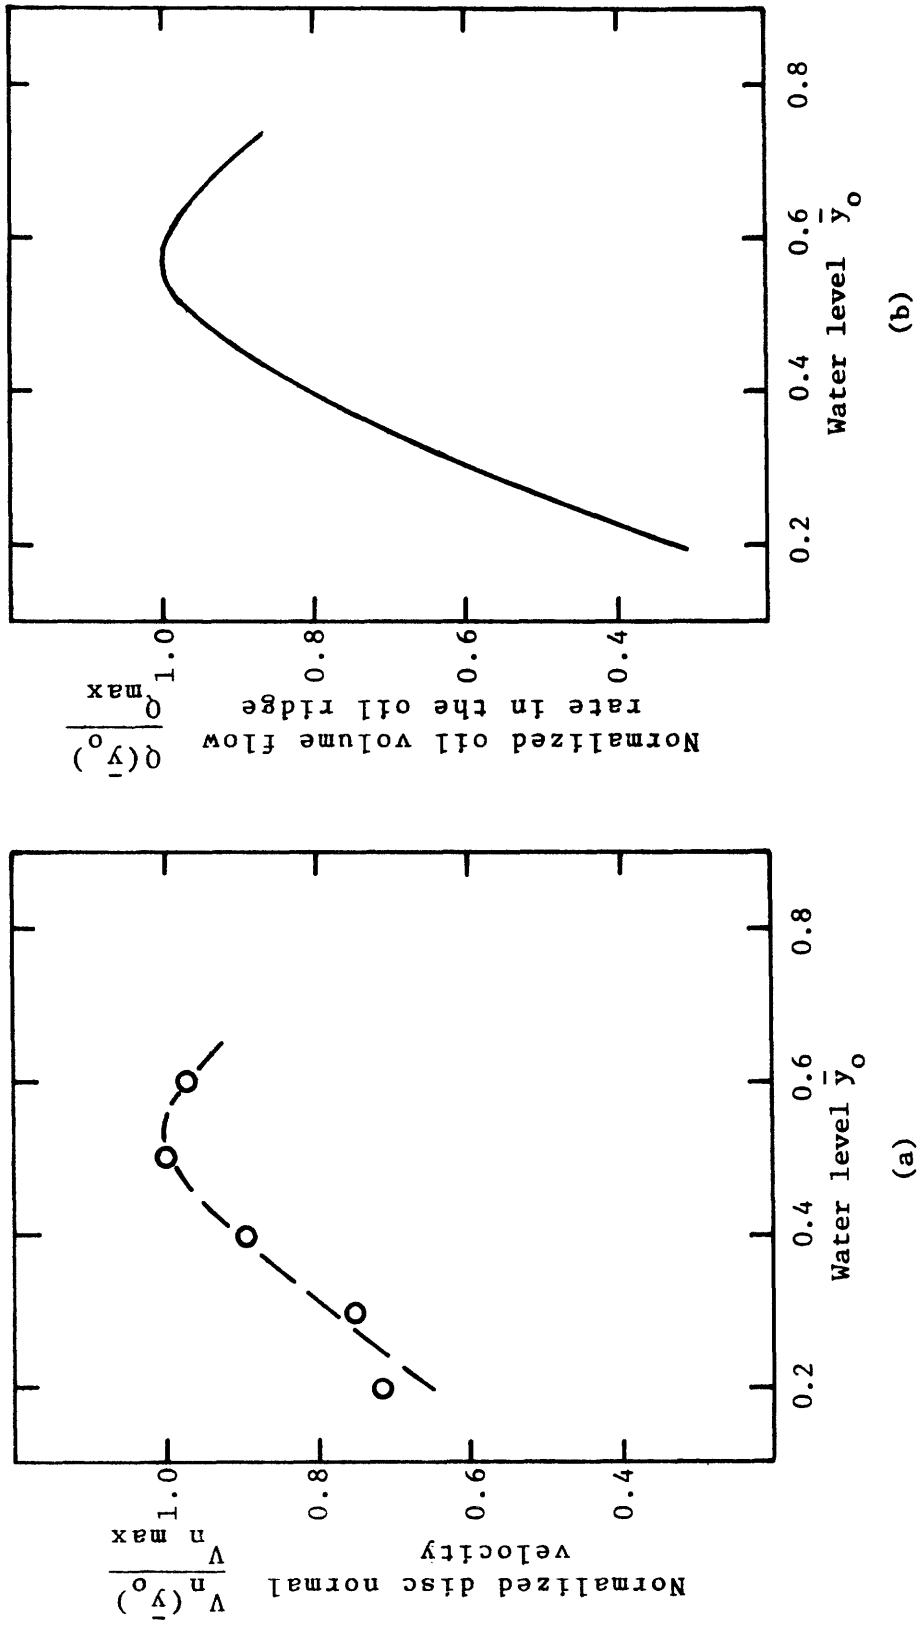 V_n(ȳ_o)
V_n max
Normalized disc normal
velocity
1.0
0.8
0.6
0.4
0.2
0.4
0.6
0.8
Water level ȳ_o
(a)
Q(ȳ_o)
Q_max
Normalized oil volume flow
rate in the oil ridge
1.0
0.8
0.6
0.4
0.2
0.4
0.6
0.8
Water level ȳ_o
(b)